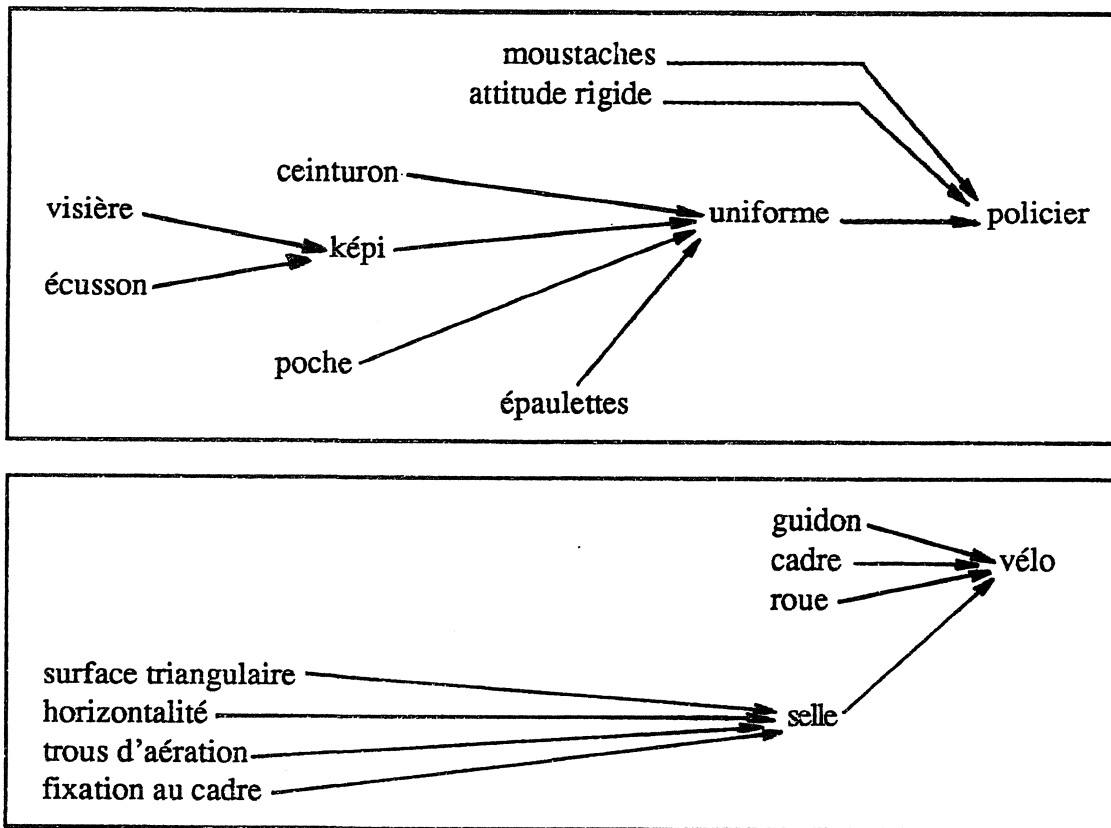 moustaches
attitude rigide
ceinturon
visière
uniforme
policier
képi
écusson
poche
épaulettes
guidon
cadre
vélo
roue
surface triangulaire
horizontalité
selle
trous d'aération
fixation au cadre